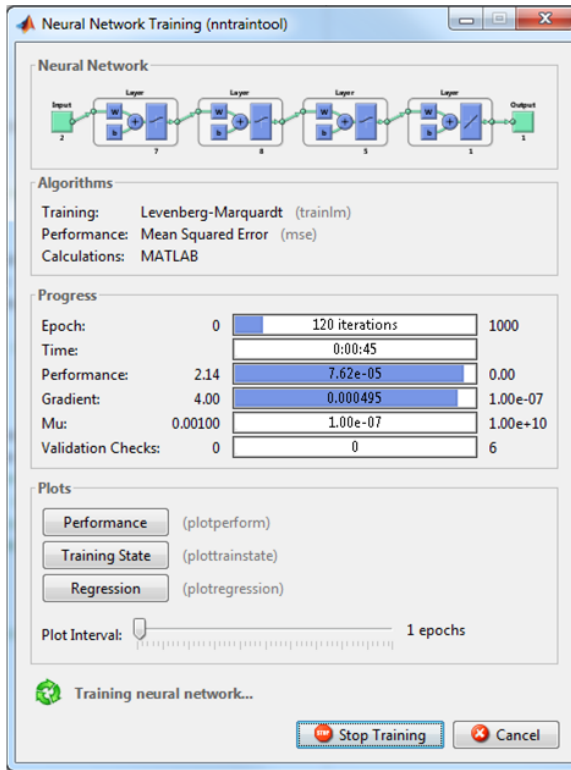 Neural Network Training (nntraintool)
Neural Network
Layer Layer Layer Layer
Input Output
W W W W
b b b b
2 7 8 5 1 1
Algorithms
Training: Levenberg-Marquardt (trainlm)
Performance: Mean Squared Error (mse)
Calculations: MATLAB
Progress
Epoch: 0 120 iterations 1000
Time: 0:00:45
Performance: 2.14 7.62e-05 0.00
Gradient: 4.00 0.000495 1.00e-07
Mu: 0.00100 1.00e-07 1.00e+10
Validation Checks: 0 0 6
Plots
Performance (plotperform)
Training State (plottrainstate)
Regression (plotregression)
Plot Interval: 1 epochs
Training neural network...
STOP Stop Training Cancel